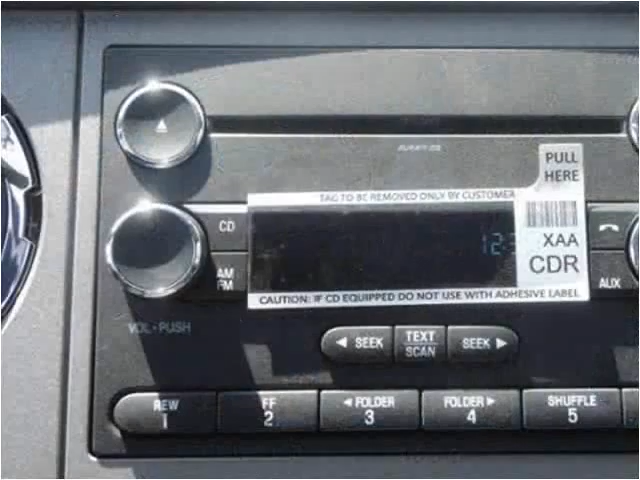 PULL
HERE
TAG TO BE REMOVED ONLY BY CUSTOMER
CD
12:
XAA
CDR
AM
FM
AUX
CAUTION: IF CD EQUIPPED DO NOT USE WITH ADHESIVE LABEL
VOL-PUSH
◄ SEEK
TEXT
SCAN
SEEK ►
REW
1
FF
2
◄ FOLDER
3
FOLDER ►
4
SHUFFLE
5